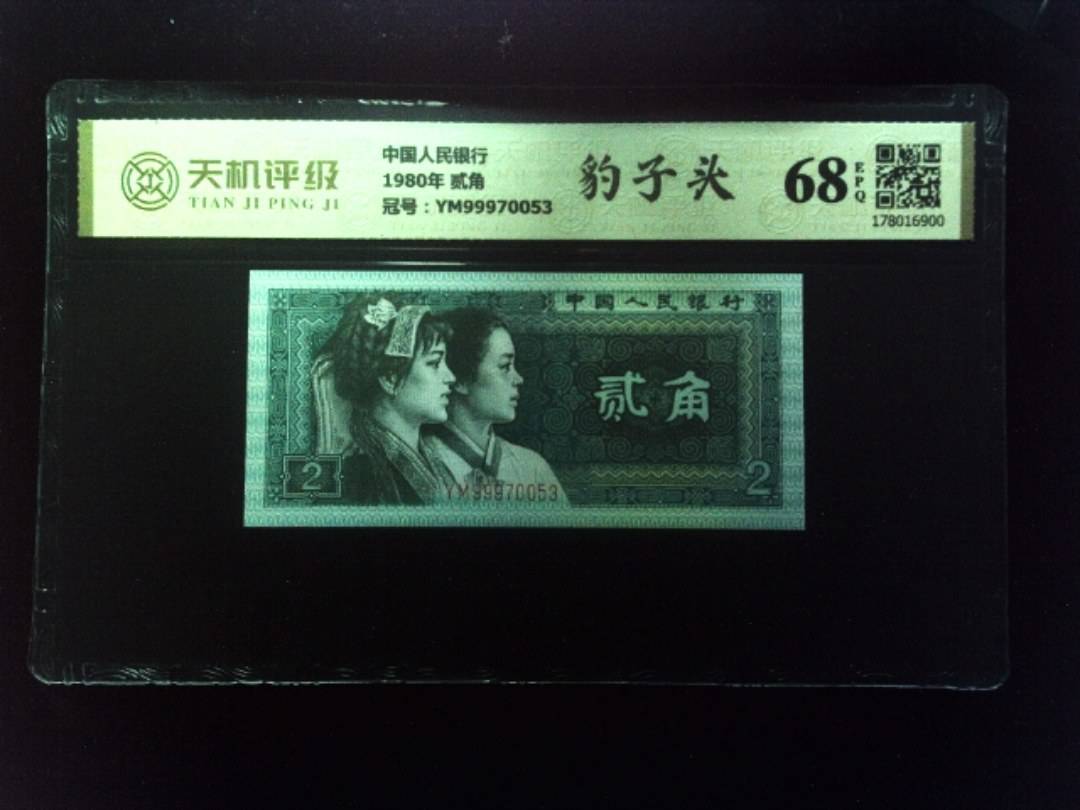 天机评级
TIAN JI PING JI
中国人民银行
1980年 贰角
冠号：YM99970053
豹子头
68
EPQ
178016900
中国人民银行
贰角
2
2
YM99970053